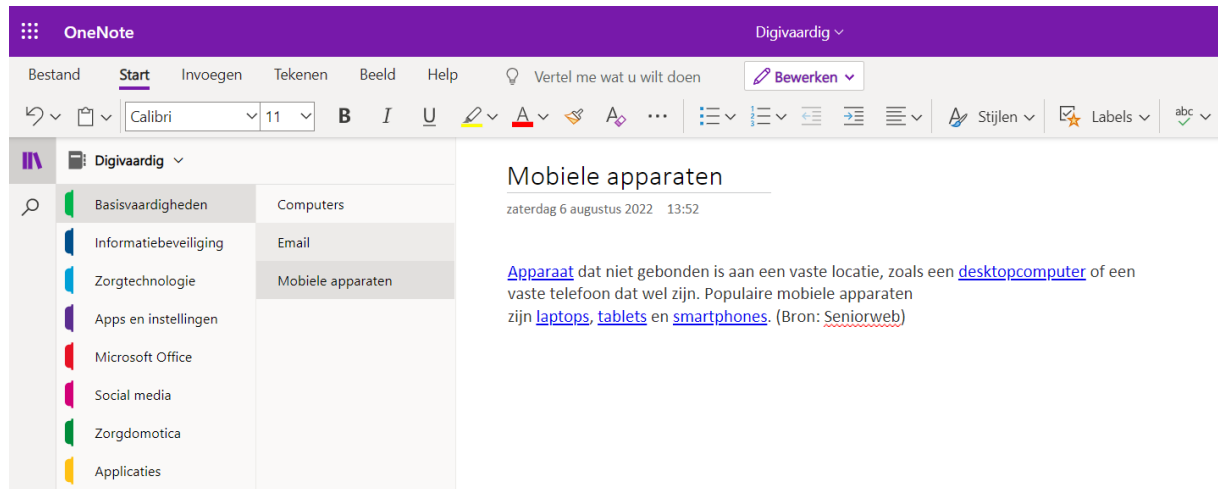 OneNote
Digivaardig
Bestand Start Invoegen Tekenen Beeld Help Vertel me wat u wilt doen Bewerken
Calibri 11 B I U A A Stijlen Labels abc
Digivaardig
Basisvaardigheden
Informatiebeveiliging
Zorgtechnologie
Apps en instellingen
Microsoft Office
Social media
Zorgdomotica
Applicaties
Computers
Email
Mobiele apparaten
Mobiele apparaten
zaterdag 6 augustus 2022 13:52
Apparaat dat niet gebonden is aan een vaste locatie, zoals een desktopcomputer of een
vaste telefoon dat wel zijn. Populaire mobiele apparaten
zijn laptops, tablets en smartphones. (Bron: Seniorweb)